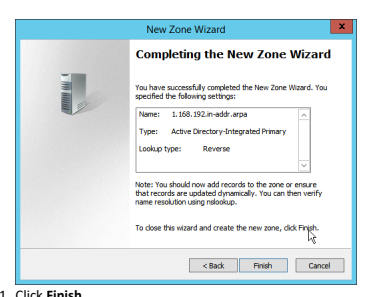 New Zone Wizard
x
Completing the New Zone Wizard
You have successfully completed the New Zone Wizard. You
specified the following settings:
Name: 1.168.192.in-addr.arpa
Type: Active Directory-Integrated Primary
Lookup type: Reverse
Note: You should now add records to the zone or ensure
that records are updated dynamically. You can then verify
name resolution using nslookup.
To close this wizard and create the new zone, click Finish.
< Back Finish Cancel
1. Click Finish